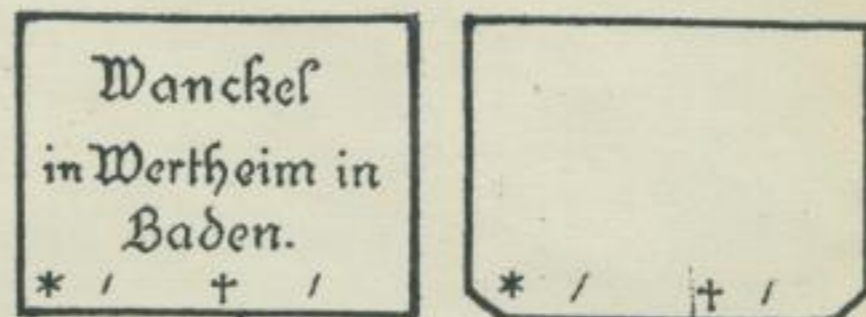 Wanckel
in Wertheim in
Baden.
* / † /
* / † /